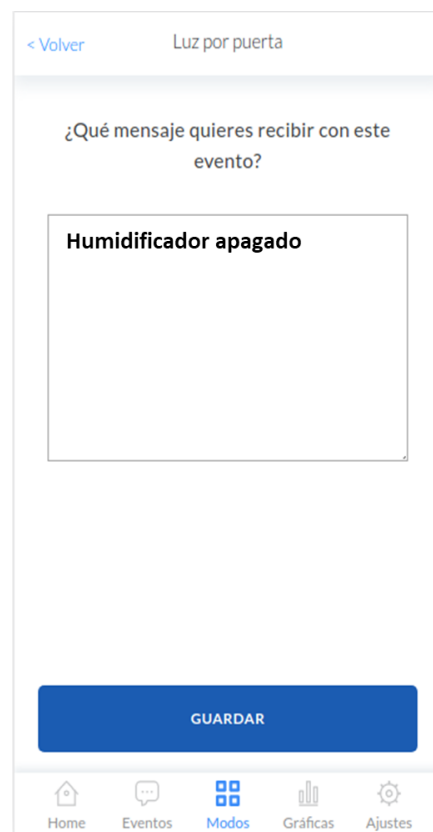 < Volver
Luz por puerta
¿Qué mensaje quieres recibir con este
evento?
Humidificador apagado
GUARDAR
Home
Eventos
Modos
Gráficas
Ajustes